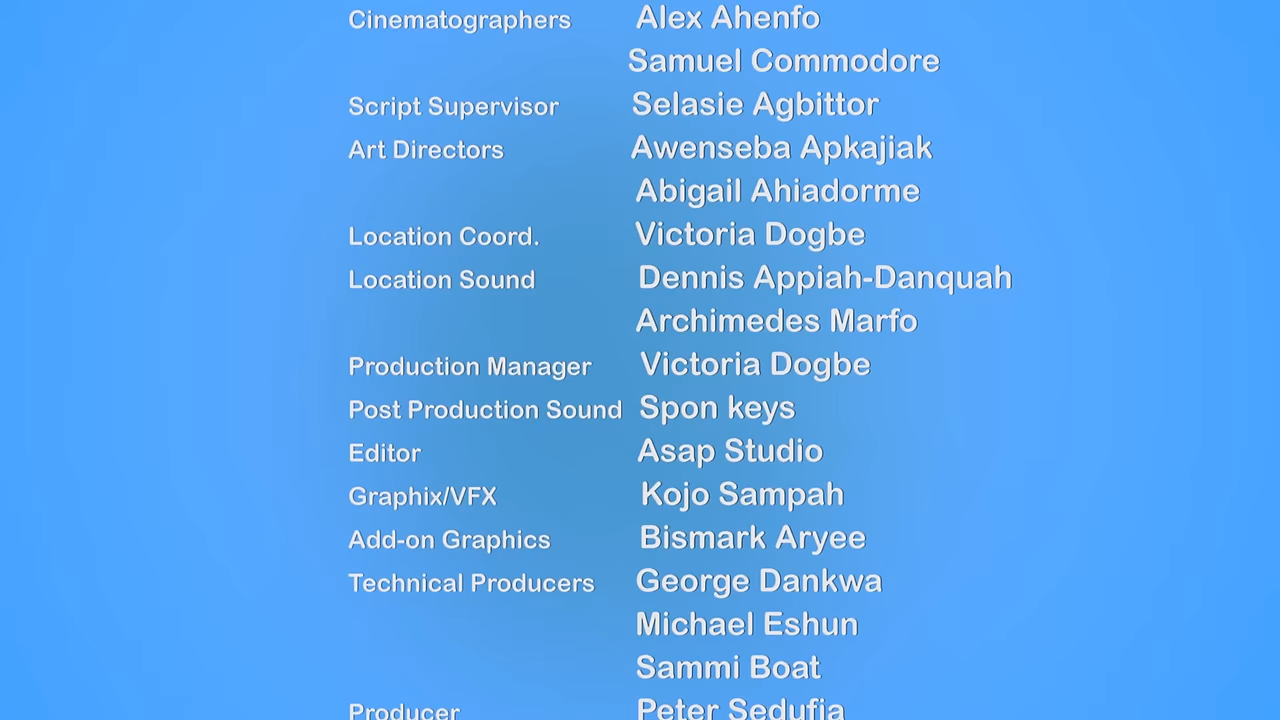 Cinematographers Alex Ahenfo
Samuel Commodore
Script Supervisor Selasie Agbittor
Art Directors Awenseba Apkajiak
Abigail Ahiadorme
Location Coord. Victoria Dogbe
Location Sound Dennis Appiah-Danquah
Archimedes Marfo
Production Manager Victoria Dogbe
Post Production Sound Spon keys
Editor Asap Studio
Graphix/VFX Kojo Sampah
Add-on Graphics Bismark Aryee
Technical Producers George Dankwa
Michael Eshun
Sammi Boat
Producer Peter Sedufia